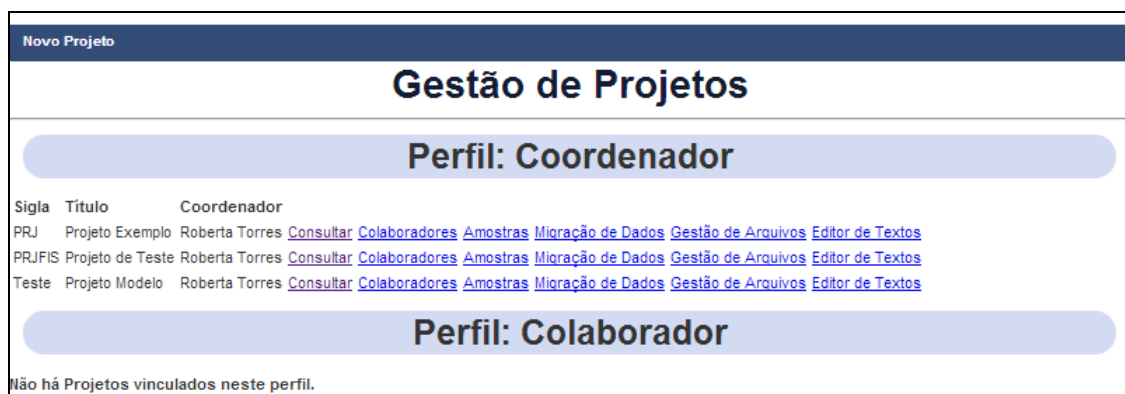 Novo Projeto
Gestão de Projetos
Perfil: Coordenador
Sigla Título Coordenador
PRJ Projeto Exemplo Roberta Torres Consultar Colaboradores Amostras Migração de Dados Gestão de Arquivos Editor de Textos
PRJFIS Projeto de Teste Roberta Torres Consultar Colaboradores Amostras Migração de Dados Gestão de Arquivos Editor de Textos
Teste Projeto Modelo Roberta Torres Consultar Colaboradores Amostras Migração de Dados Gestão de Arquivos Editor de Textos
Perfil: Colaborador
Não há Projetos vinculados neste perfil.